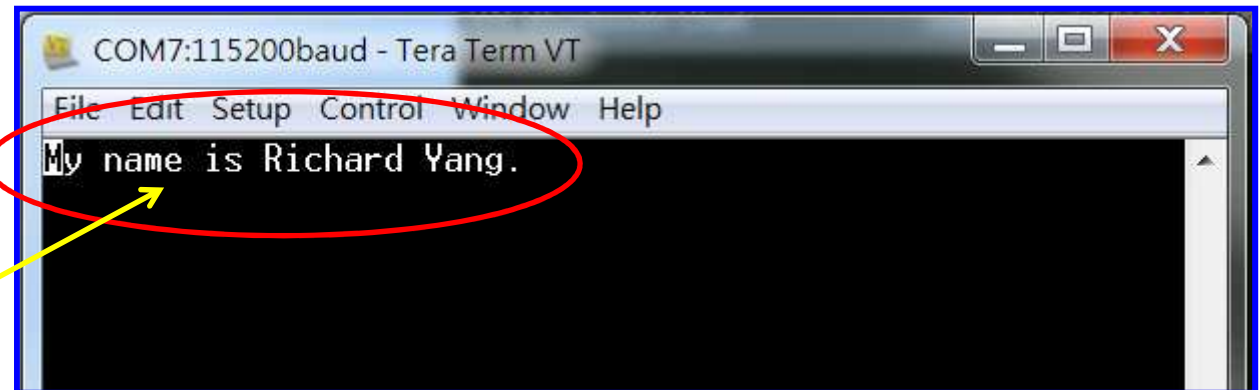 COM7:115200baud - Tera Term VT
File Edit Setup Control Window Help
My name is Richard Yang.